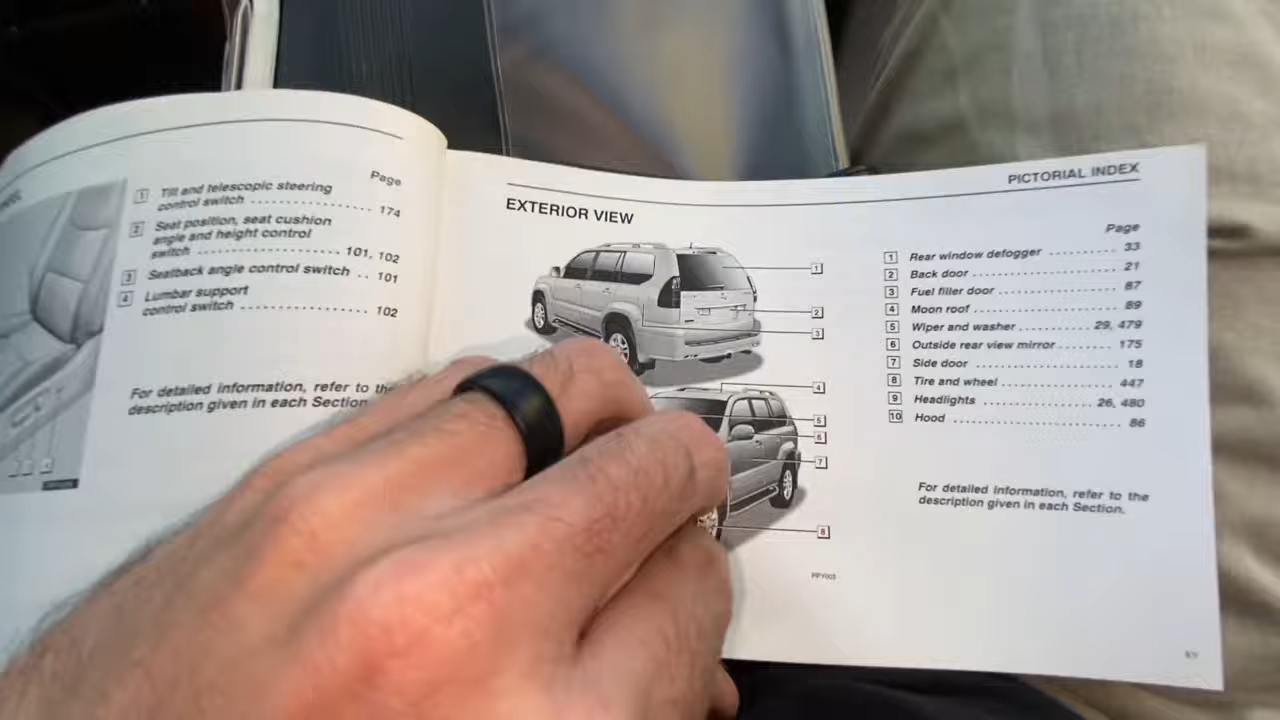 Page
1 Tilt and telescopic steering
control switch .......................... 174
2 Seat position, seat cushion
angle and height control
switch ........................... 101, 102
3 Seatback angle control switch .. 101
4 Lumbar support
control switch ........................ 102
For detailed information, refer to the
description given in each Section.
PICTORIAL INDEX
EXTERIOR VIEW
1
2
3
4
5
6
7
8
Page
1 Rear window defogger .......... 33
2 Back door .......................... 21
3 Fuel filler door .................... 87
4 Moon roof .......................... 89
5 Wiper and washer ............... 29, 479
6 Outside rear view mirror ....... 175
7 Side door .......................... 18
8 Tire and wheel .................... 447
9 Headlights ..................... 26, 480
10 Hood ................................ 86
For detailed information, refer to the
description given in each Section.